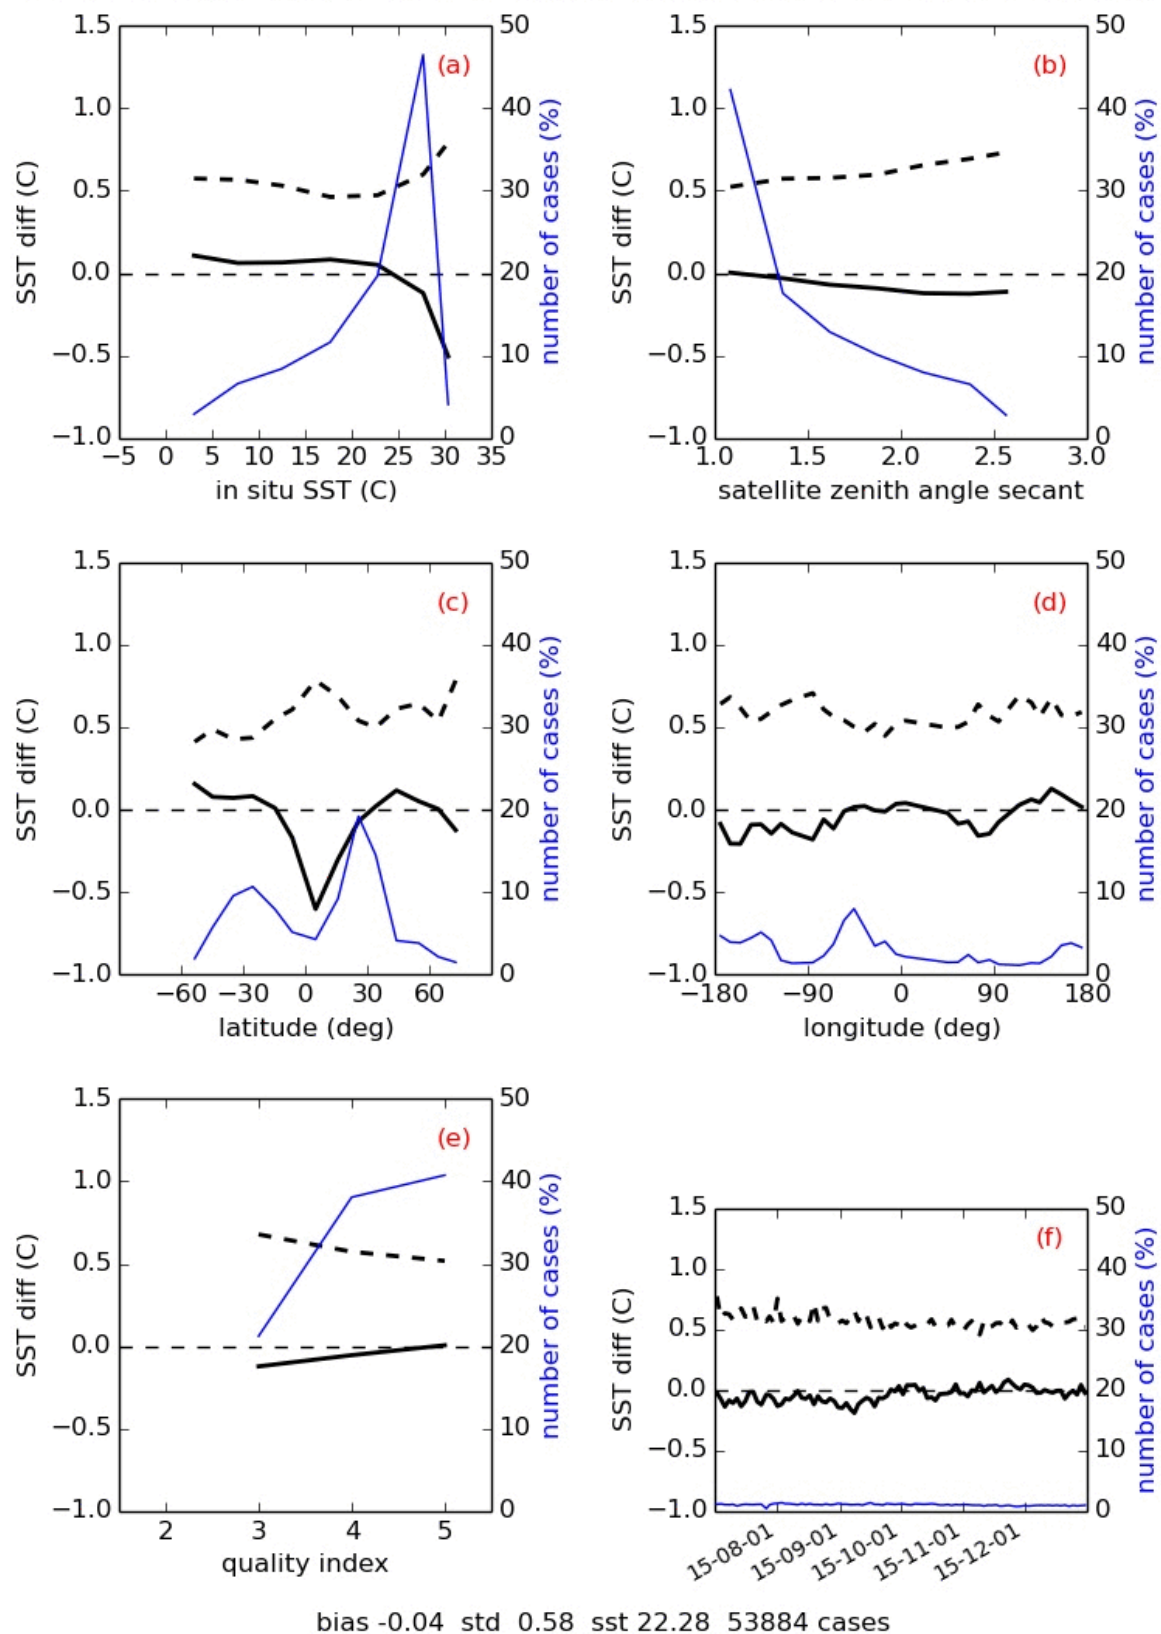 (a)
1.5
1.0
0.5
0.0
−0.5
−1.0
SST diff (C)
50
40
30
20
10
0
number of cases (%)
−5 0 5 10 15 20 25 30 35
in situ SST (C)
(b)
1.5
1.0
0.5
0.0
−0.5
−1.0
SST diff (C)
50
40
30
20
10
0
number of cases (%)
1.0 1.5 2.0 2.5 3.0
satellite zenith angle secant
(c)
1.5
1.0
0.5
0.0
−0.5
−1.0
SST diff (C)
50
40
30
20
10
0
number of cases (%)
−60 −30 0 30 60
latitude (deg)
(d)
1.5
1.0
0.5
0.0
−0.5
−1.0
SST diff (C)
50
40
30
20
10
0
number of cases (%)
−180 −90 0 90 180
longitude (deg)
(e)
1.5
1.0
0.5
0.0
−0.5
−1.0
SST diff (C)
50
40
30
20
10
0
number of cases (%)
2 3 4 5
quality index
(f)
1.5
1.0
0.5
0.0
−0.5
−1.0
SST diff (C)
50
40
30
20
10
0
number of cases (%)
15-08-01 15-09-01 15-10-01 15-11-01 15-12-01
bias -0.04 std 0.58 sst 22.28 53884 cases